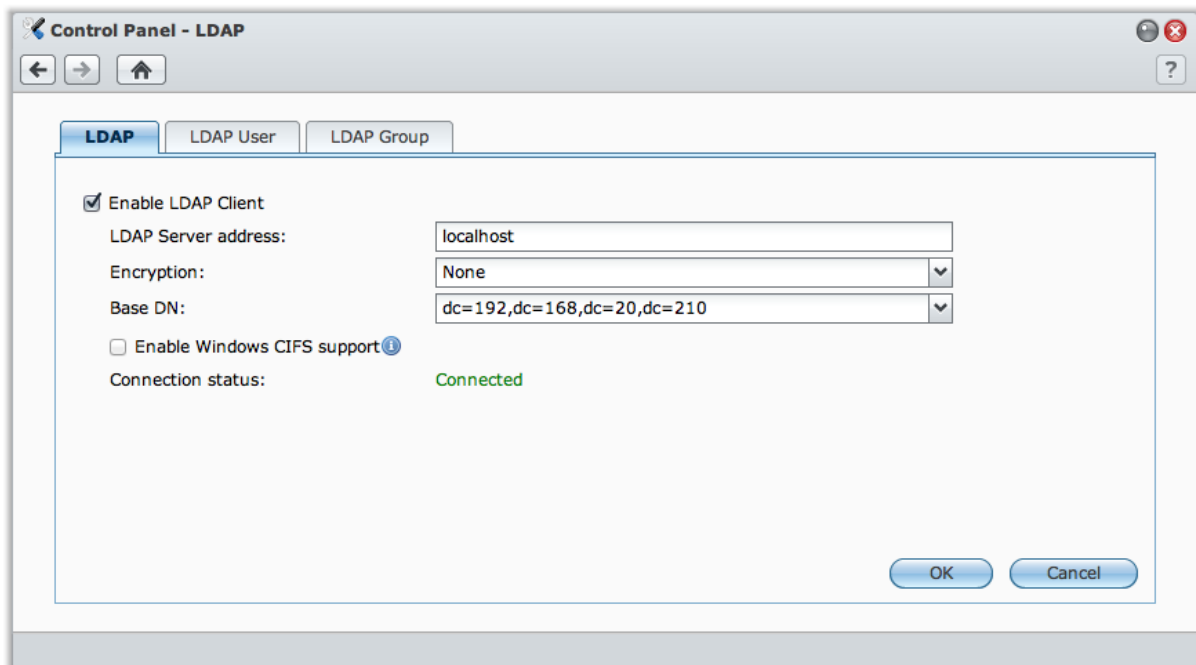 Control Panel - LDAP
?
LDAP LDAP User LDAP Group
Enable LDAP Client
LDAP Server address: localhost
Encryption: None
Base DN: dc=192,dc=168,dc=20,dc=210
Enable Windows CIFS support
Connection status: Connected
OK Cancel